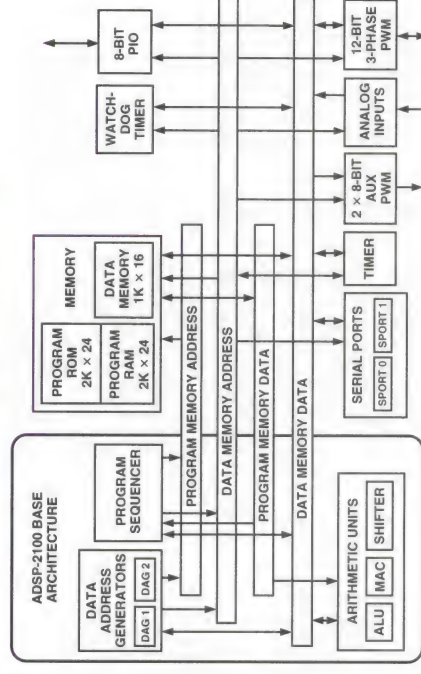 ADSP-2100 BASE
ARCHITECTURE
DATA
ADDRESS
GENERATORS
DAG 1
DAG 2
PROGRAM
SEQUENCER
MEMORY
PROGRAM
ROM
2K × 24
PROGRAM
RAM
2K × 24
DATA
MEMORY
1K × 16
WATCH-
DOG
TIMER
8-BIT
PIO
PROGRAM MEMORY ADDRESS
DATA MEMORY ADDRESS
PROGRAM MEMORY DATA
DATA MEMORY DATA
ARITHMETIC UNITS
ALU
MAC
SHIFTER
SERIAL PORTS
SPORT 0
SPORT 1
TIMER
2 × 8-BIT
AUX
PWM
ANALOG
INPUTS
12-BIT
3-PHASE
PWM